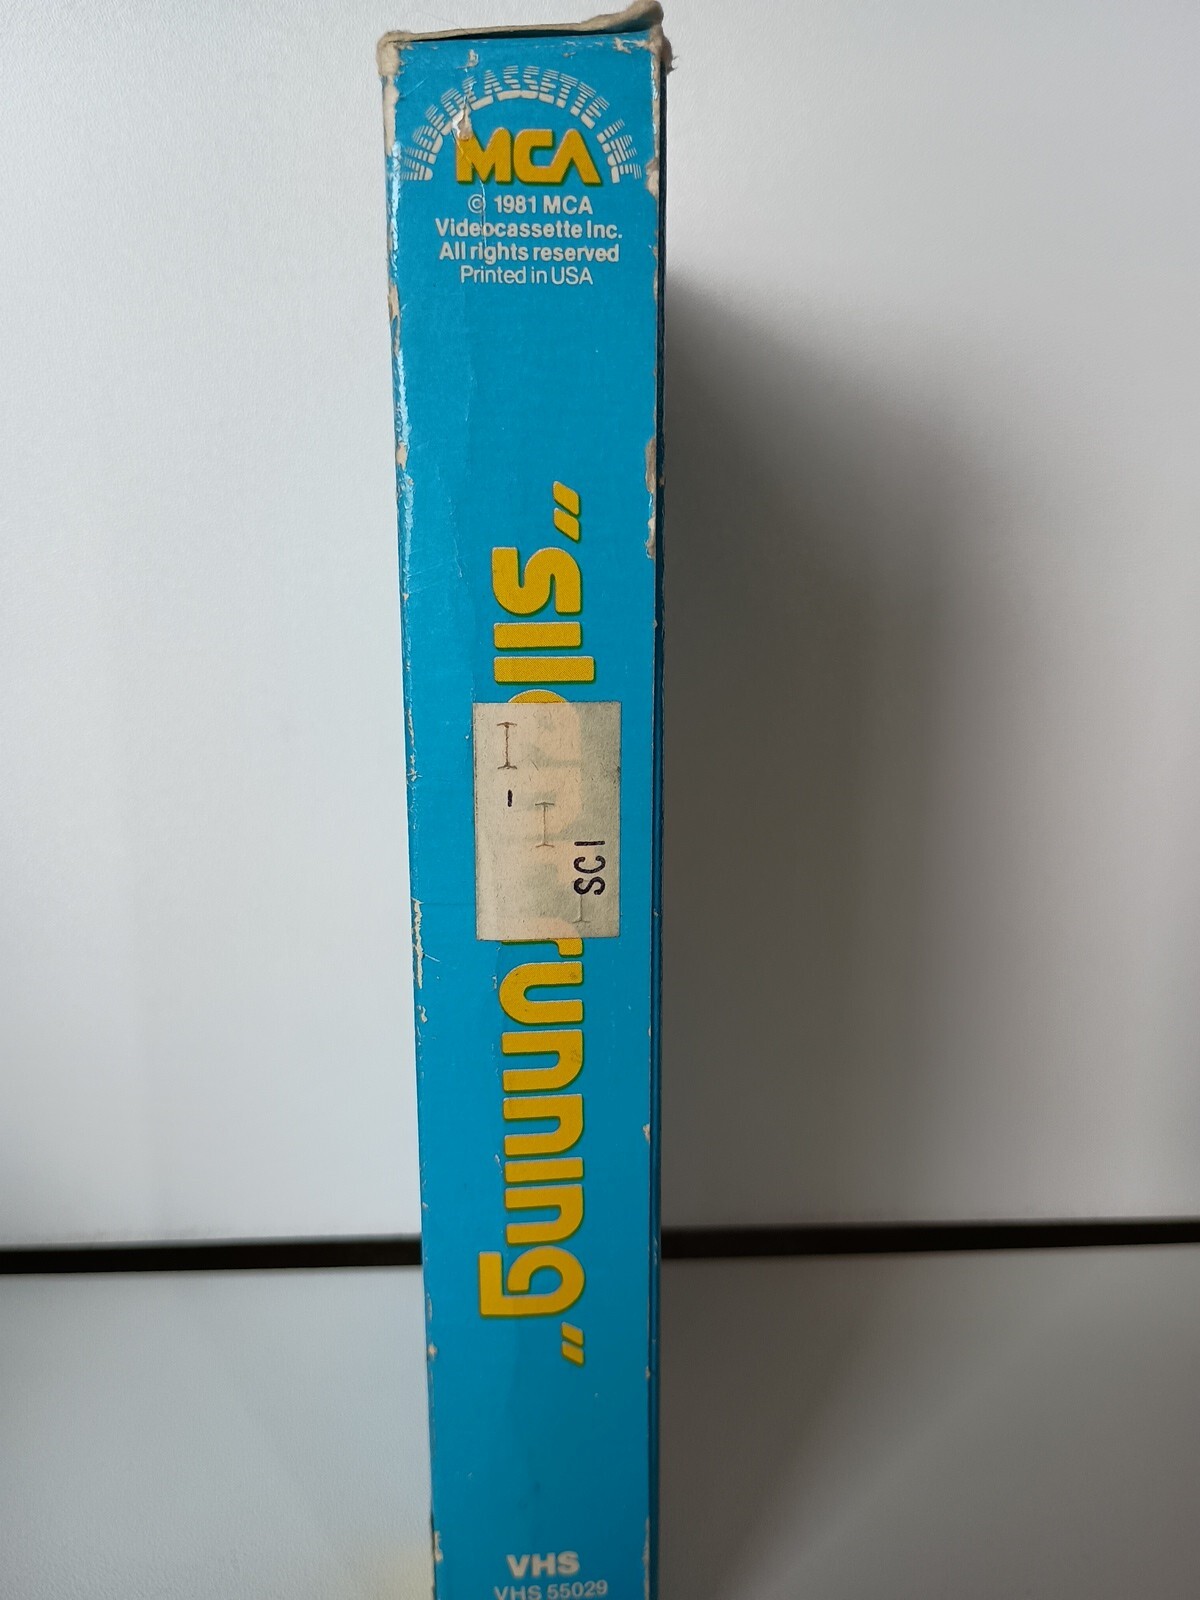 VIDEOCASSETTE INC.
MCA
© 1981 MCA
Videocassette Inc.
All rights reserved
Printed in USA
"Silent running"
-
SCI
VHS
VHS 55029